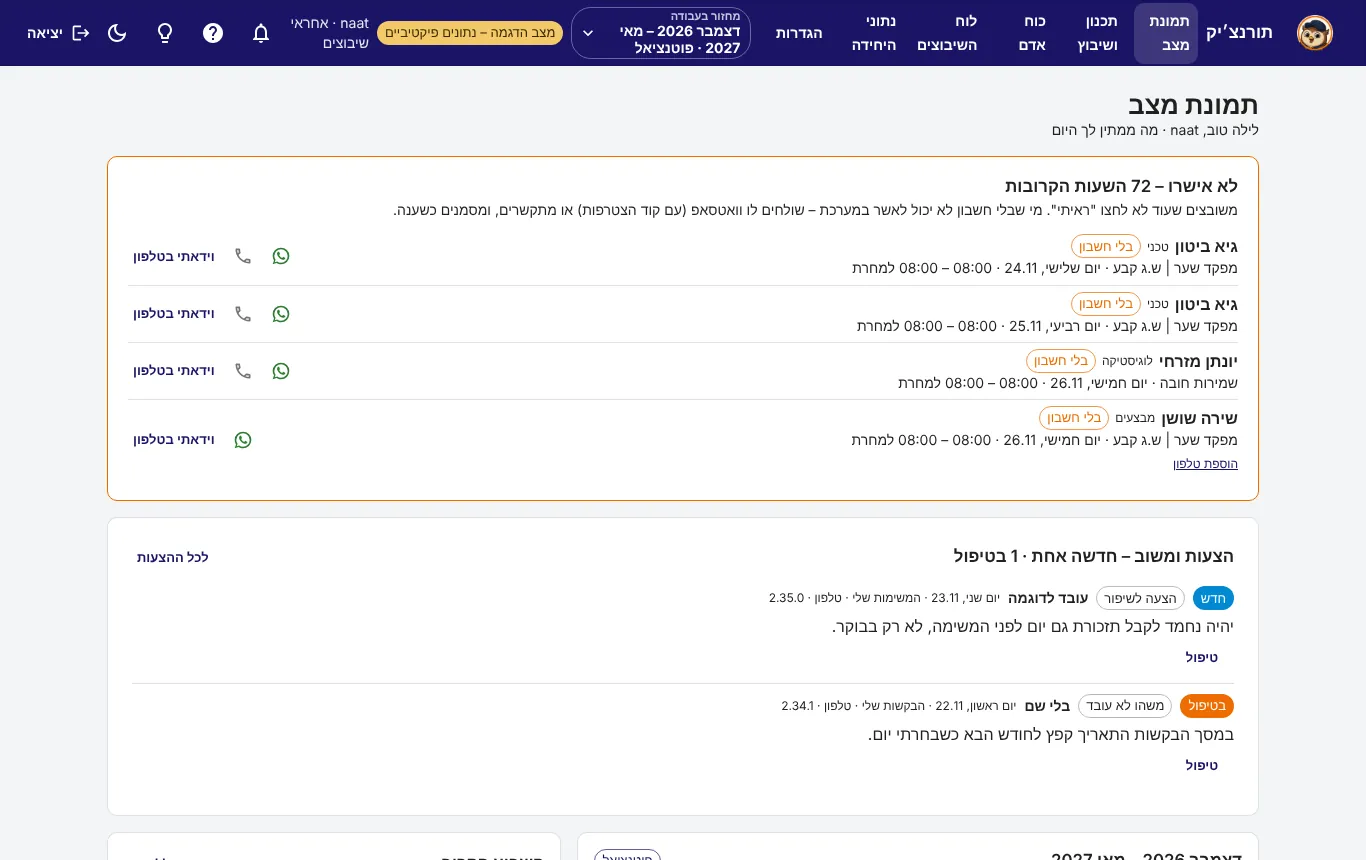 תורנצ׳יק
תמונת
מצב
תכנון
ושיבוץ
כוח
אדם
לוח
השיבוצים
נתוני
היחידה
הגדרות
מחזור בעבודה
דצמבר 2026 – מאי
2027 · פוטנציאל
מצב הדגמה – נתונים פיקטיביים
naat · אחראי
שיבוצים
?
יציאה
תמונת מצב
לילה טוב, naat · מה ממתין לך היום
לא אישרו – 72 השעות הקרובות
משובצים שעוד לא לחצו "ראיתי". מי שבלי חשבון לא יכול לאשר במערכת – שולחים לו וואטסאפ (עם קוד הצטרפות) או מתקשרים, ומסמנים כשענה.
גיא ביטון טכני בלי חשבון
מפקד שער | ש.ג קבע · יום שלישי, 24.11 · 08:00 – 08:00 למחרת
וידאתי בטלפון
גיא ביטון טכני בלי חשבון
מפקד שער | ש.ג קבע · יום רביעי, 25.11 · 08:00 – 08:00 למחרת
וידאתי בטלפון
יונתן מזרחי לוגיסטיקה בלי חשבון
שמירות חובה · יום חמישי, 26.11 · 08:00 – 08:00 למחרת
וידאתי בטלפון
שירה שושן מבצעים בלי חשבון
מפקד שער | ש.ג קבע · יום חמישי, 26.11 · 08:00 – 08:00 למחרת
הוספת טלפון
וידאתי בטלפון
הצעות ומשוב – חדשה אחת · 1 בטיפול
לכל ההצעות
חדש הצעה לשיפור עובד לדוגמה יום שני, 23.11 · המשימות שלי · טלפון · 2.35.0
יהיה נחמד לקבל תזכורת גם יום לפני המשימה, לא רק בבוקר.
טיפול
בטיפול משהו לא עובד בלי שם יום ראשון, 22.11 · הבקשות שלי · טלפון · 2.34.1
במסך הבקשות התאריך קפץ לחודש הבא כשבחרתי יום.
טיפול
דצמבר 2026 – מאי 2027
פוטנציאל